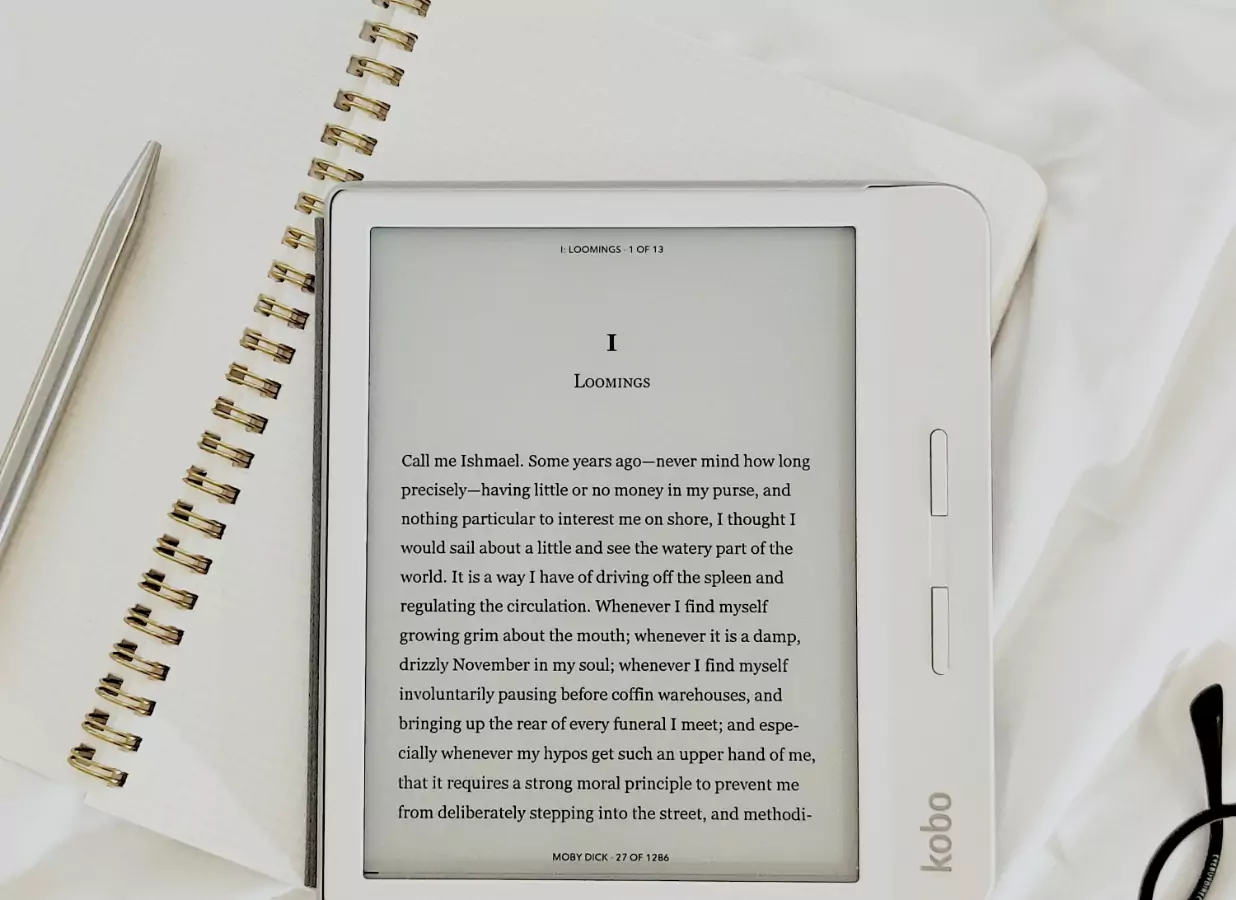 I: LOOMINGS · 1 OF 13
I
LOOMINGS
Call me Ishmael. Some years ago—never mind how long
precisely—having little or no money in my purse, and
nothing particular to interest me on shore, I thought I
would sail about a little and see the watery part of the
world. It is a way I have of driving off the spleen and
regulating the circulation. Whenever I find myself
growing grim about the mouth; whenever it is a damp,
drizzly November in my soul; whenever I find myself
involuntarily pausing before coffin warehouses, and
bringing up the rear of every funeral I meet; and espe-
cially whenever my hypos get such an upper hand of me,
that it requires a strong moral principle to prevent me
from deliberately stepping into the street, and methodi-
MOBY DICK · 27 OF 1286
kobo